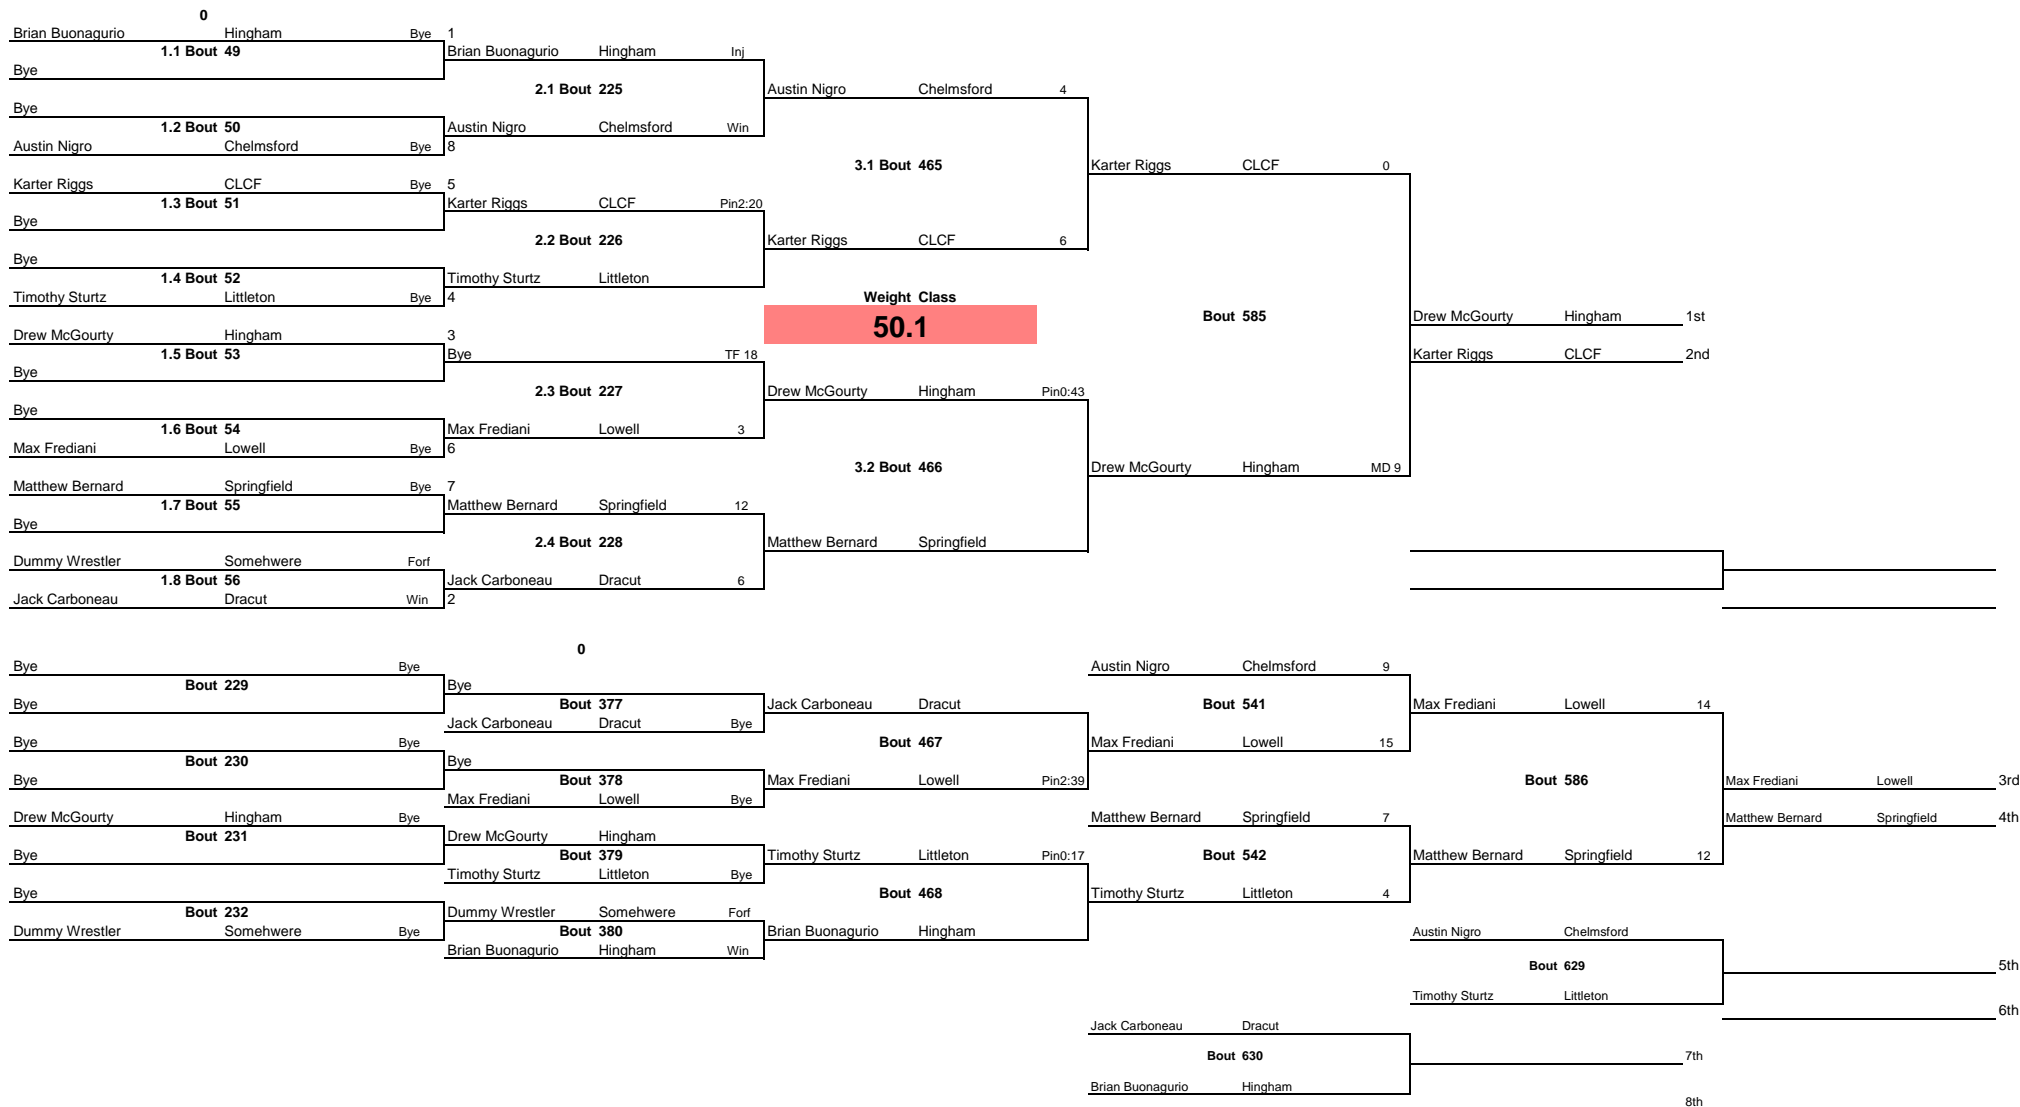 0
Brian Buonagurio Hingham Bye 1
1.1 Bout 49 Brian Buonagurio Hingham Inj
Bye
2.1 Bout 225 Austin Nigro Chelmsford 4
Bye
1.2 Bout 50 Austin Nigro Chelmsford Win
Austin Nigro Chelmsford Bye 8
3.1 Bout 465 Karter Riggs CLCF 0
Karter Riggs CLCF Bye 5
1.3 Bout 51 Karter Riggs CLCF Pin2:20
Bye
2.2 Bout 226 Karter Riggs CLCF 6
Bye
1.4 Bout 52 Timothy Sturtz Littleton
Timothy Sturtz Littleton Bye 4 Weight Class
50.1 Bout 585 Drew McGourty Hingham 1st
Drew McGourty Hingham 3
1.5 Bout 53 Bye TF 18 Karter Riggs CLCF 2nd
Bye
2.3 Bout 227 Drew McGourty Hingham Pin0:43
Bye
1.6 Bout 54 Max Frediani Lowell 3
Max Frediani Lowell Bye 6
3.2 Bout 466 Drew McGourty Hingham MD 9
Matthew Bernard Springfield Bye 7
1.7 Bout 55 Matthew Bernard Springfield 12
Bye
2.4 Bout 228 Matthew Bernard Springfield
Dummy Wrestler Somehwere Forf
1.8 Bout 56 Jack Carboneau Dracut 6
Jack Carboneau Dracut Win 2
0
Bye Bye Austin Nigro Chelmsford 9
Bout 229 Bye
Bye Bout 377 Jack Carboneau Dracut Bout 541 Max Frediani Lowell 14
Jack Carboneau Dracut Bye
Bye Bye Bout 467 Max Frediani Lowell 15
Bout 230 Bye
Bye Bout 378 Max Frediani Lowell Pin2:39 Bout 586 Max Frediani Lowell 3rd
Max Frediani Lowell Bye
Drew McGourty Hingham Bye Matthew Bernard Springfield 7 Matthew Bernard Springfield 4th
Bout 231 Drew McGourty Hingham
Bye Bout 379 Timothy Sturtz Littleton Pin0:17 Bout 542 Matthew Bernard Springfield 12
Timothy Sturtz Littleton Bye
Bye Bout 468 Timothy Sturtz Littleton 4
Bout 232 Dummy Wrestler Somehwere Forf
Dummy Wrestler Somehwere Bye Bout 380 Brian Buonagurio Hingham Austin Nigro Chelmsford
Brian Buonagurio Hingham Win
Bout 629 5th
Timothy Sturtz Littleton
6th
Jack Carboneau Dracut
Bout 630 7th
Brian Buonagurio Hingham
8th